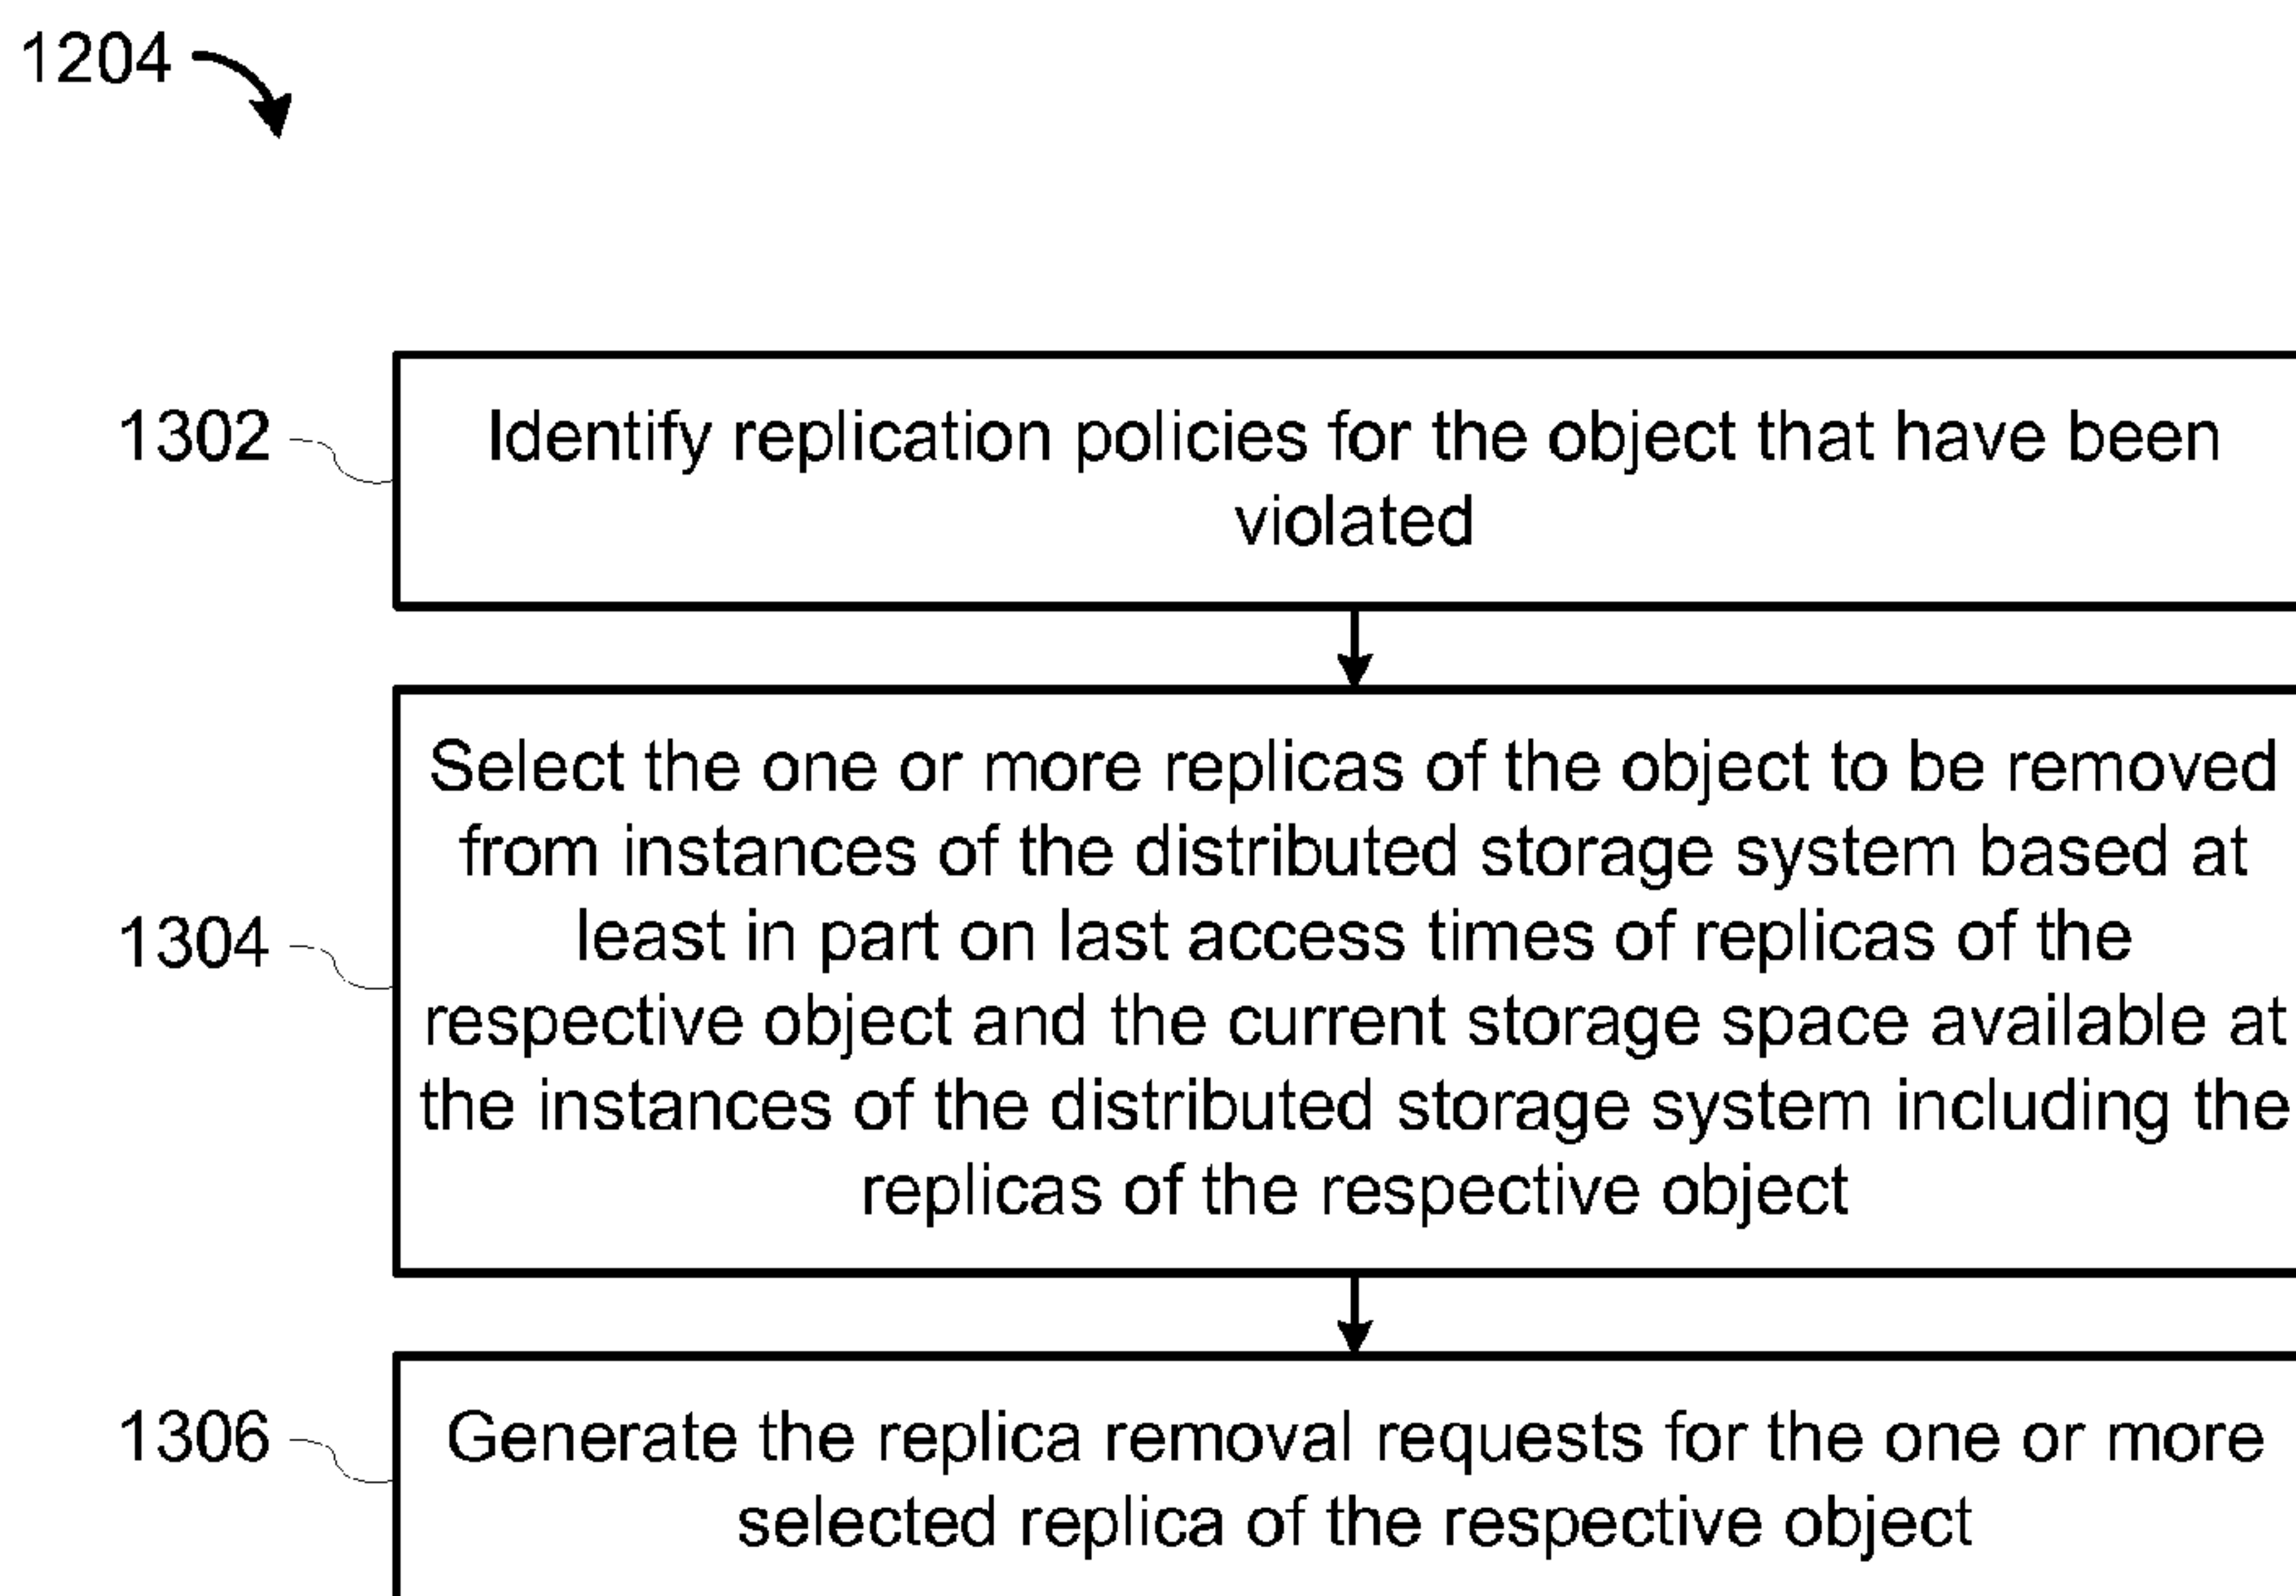 1204
1302
Identify replication policies for the object that have been
violated
1304
Select the one or more replicas of the object to be removed
from instances of the distributed storage system based at
least in part on last access times of replicas of the
respective object and the current storage space available at
the instances of the distributed storage system including the
replicas of the respective object
1306
Generate the replica removal requests for the one or more
selected replica of the respective object